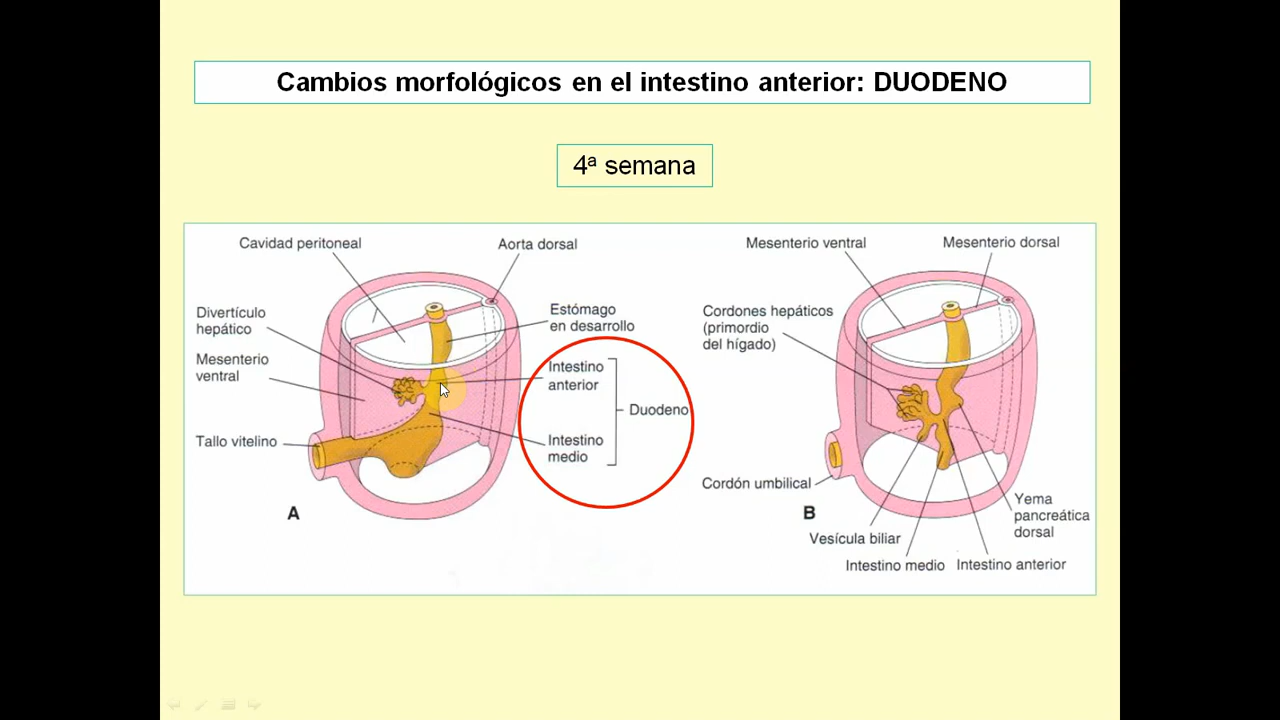 Cambios morfológicos en el intestino anterior: DUODENO
4ª semana
Cavidad peritoneal
Aorta dorsal
Divertículo
hepático
Mesenterio
ventral
Tallo vitelino
Estómago
en desarrollo
Intestino
anterior
Duodeno
Intestino
medio
A
Mesenterio ventral
Mesenterio dorsal
Cordones hepáticos
(primordio
del hígado)
Cordón umbilical
B
Vesícula biliar
Intestino medio
Intestino anterior
Yema
pancreática
dorsal